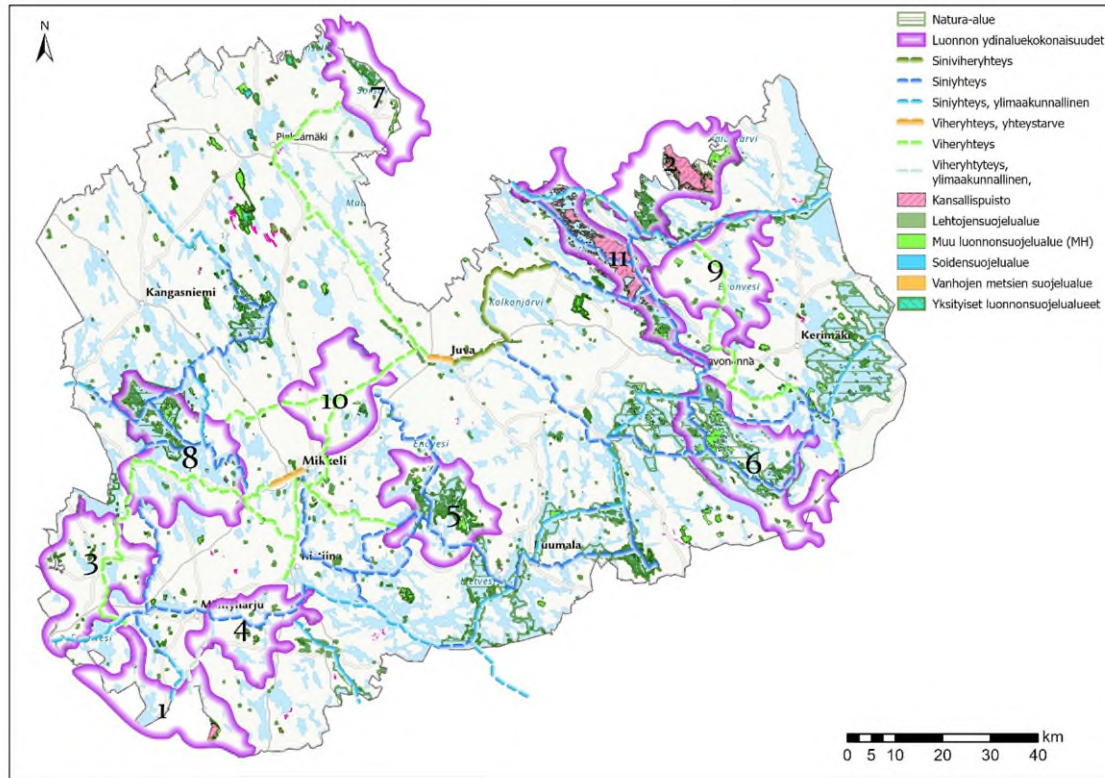 N
Natura-alue
Luonnon ydinaluekokonaisuudet
Siniviheryhteys
Siniyhteys
Siniyhteys, ylimaakunnallinen
Viheryhteys, yhteystarve
Viheryhteys
Viheryhtyteys,
ylimaakunnallinen,
Kansallispuisto
Lehtojensuojelualue
Muu luonnonsuojelualue (MH)
Soidensuojelualue
Vanhojen metsien suojelualue
Yksityiset luonnonsuojelualueet
7
2
11
9
Kangasniemi
Kolkonjärvi
Kerimäki
Juva
10
8
Mikkeli
6
5
3
4
1
km
0 5 10 20 30 40